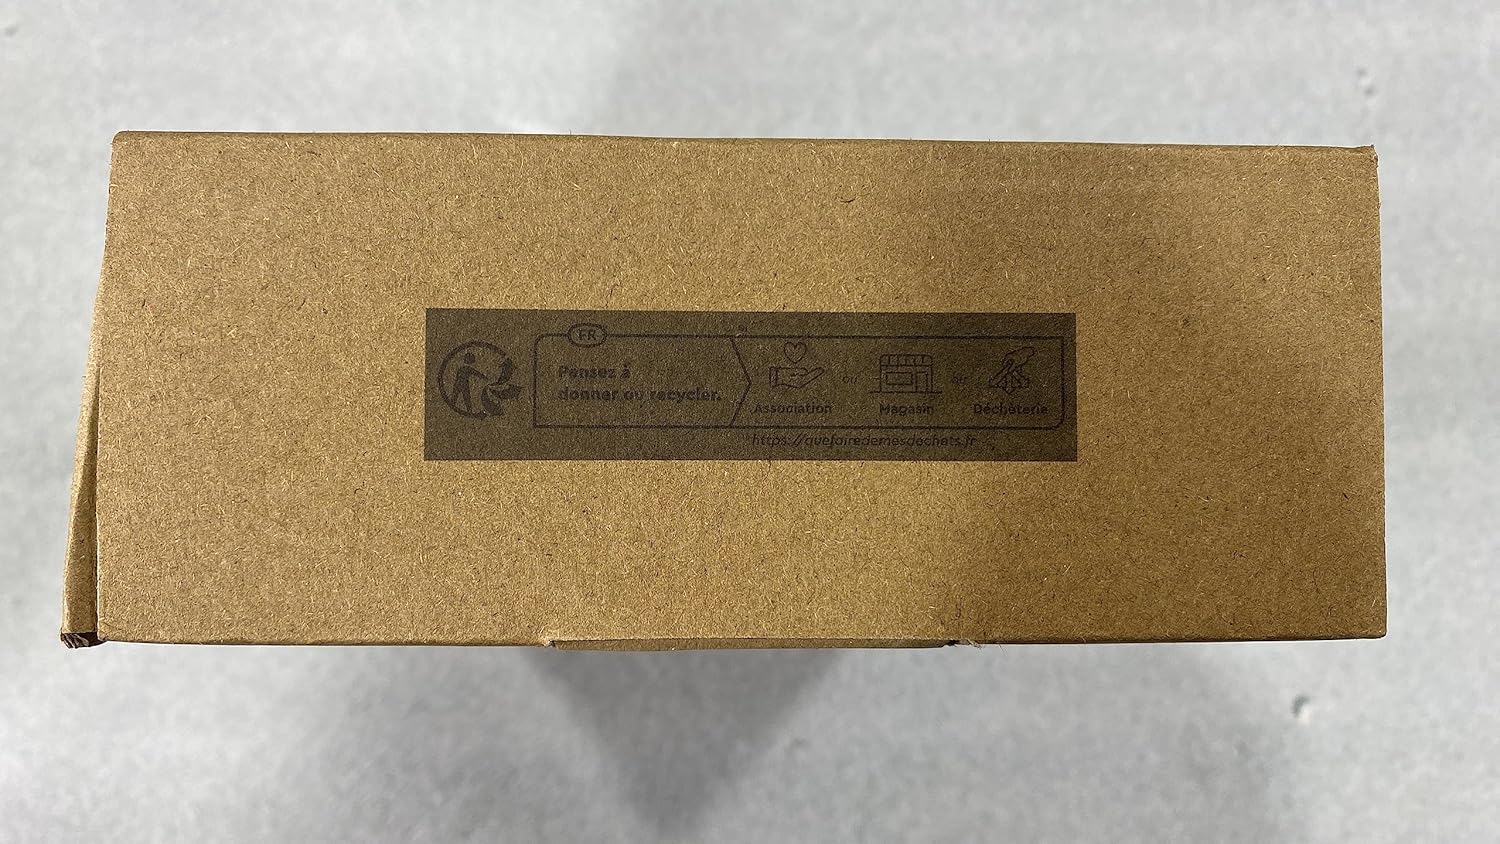 FR
Pensez à
donner ou recycler.
ou
ou
Association
Magasin
Déchèterie
https://quefairedemesdechets.fr